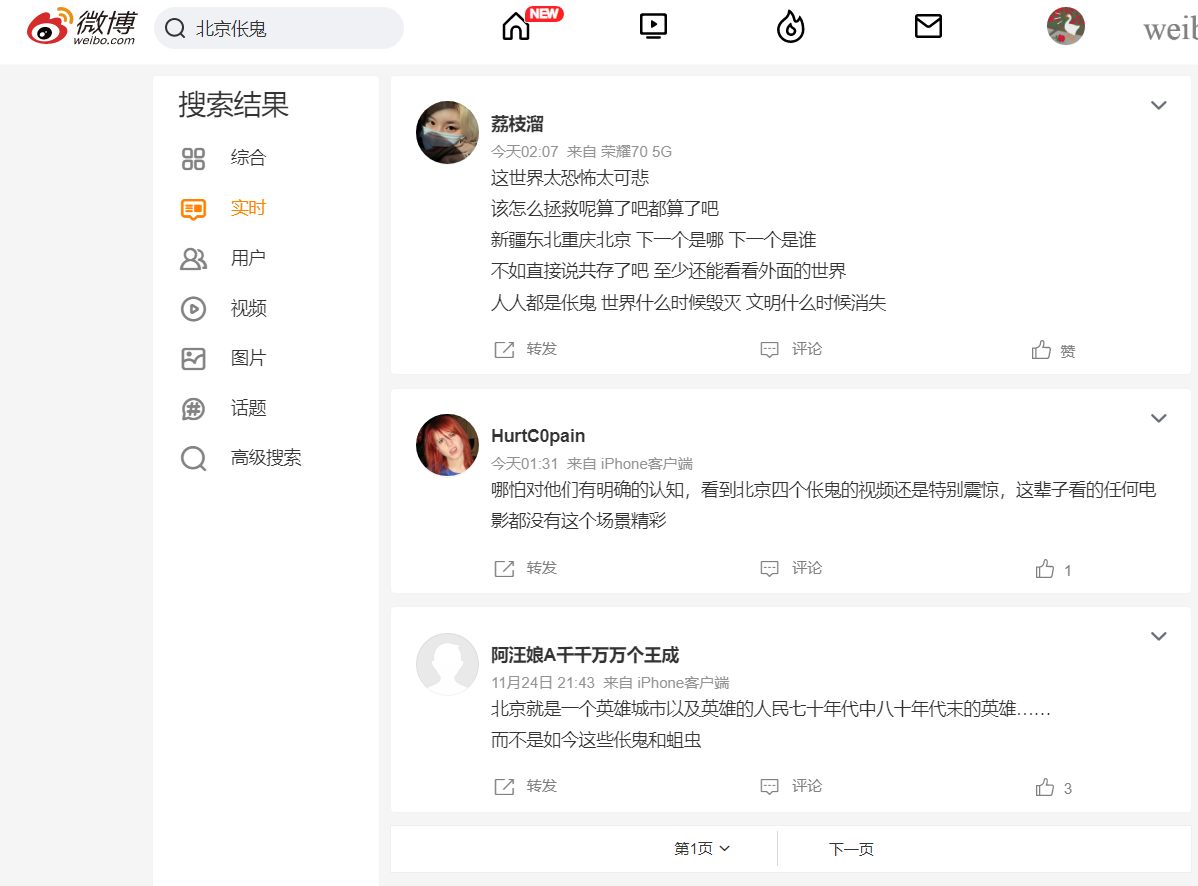 微博
weibo.com
北京伥鬼
NEW
weib
搜索结果
综合
实时
用户
视频
图片
话题
高级搜索
荔枝溜
今天02:07 来自 荣耀70 5G
这世界太恐怖太可悲
该怎么拯救呢算了吧都算了吧
新疆东北重庆北京 下一个是哪 下一个是谁
不如直接说共存了吧 至少还能看看外面的世界
人人都是伥鬼 世界什么时候毁灭 文明什么时候消失
转发 评论 赞
HurtC0pain
今天01:31 来自 iPhone客户端
哪怕对他们有明确的认知，看到北京四个伥鬼的视频还是特别震惊，这辈子看的任何电
影都没有这个场景精彩
转发 评论 1
阿汪娘A千千万万个王成
11月24日 21:43 来自 iPhone客户端
北京就是一个英雄城市以及英雄的人民七十年代中八十年代末的英雄……
而不是如今这些伥鬼和蛆虫
转发 评论 3
第1页 下一页